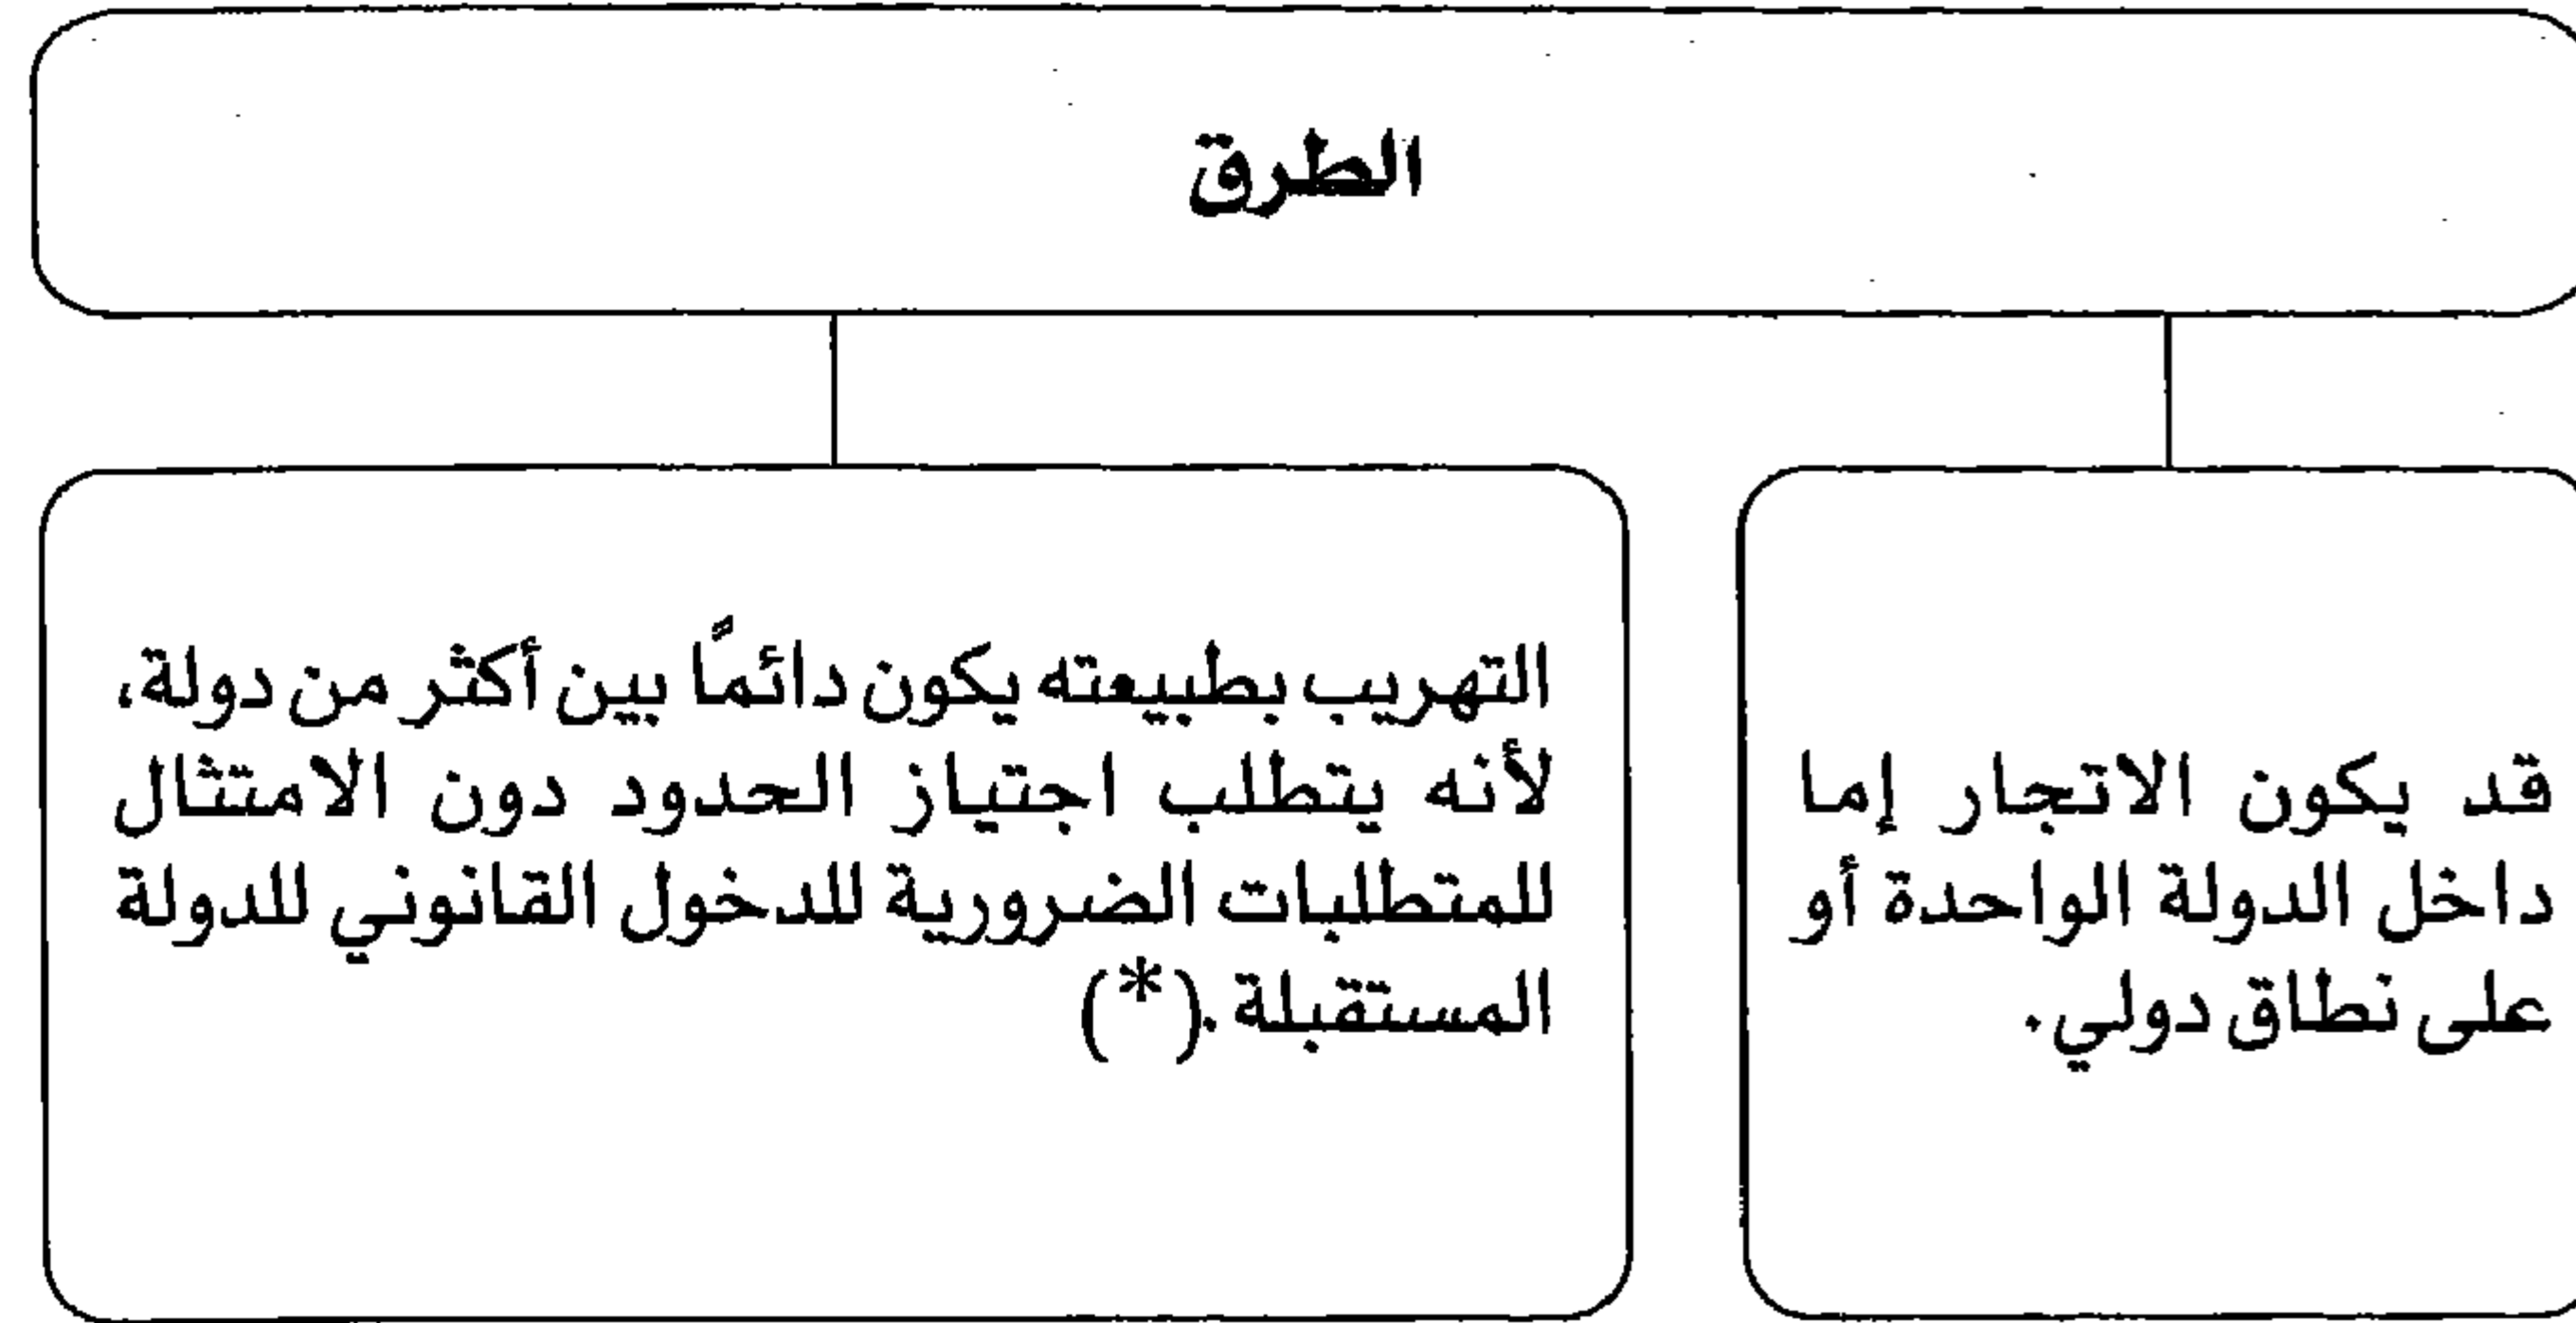 الطرق
قد يكون الاتجار إما
داخل الدولة الواحدة أو
على نطاق دولي.
التهريب بطبيعته يكون دائمًا بين أكثر من دولة،
لأنه يتطلب اجتياز الحدود دون الامتثال
للمتطلبات الضرورية للدخول القانوني للدولة
المستقبلة.(*)